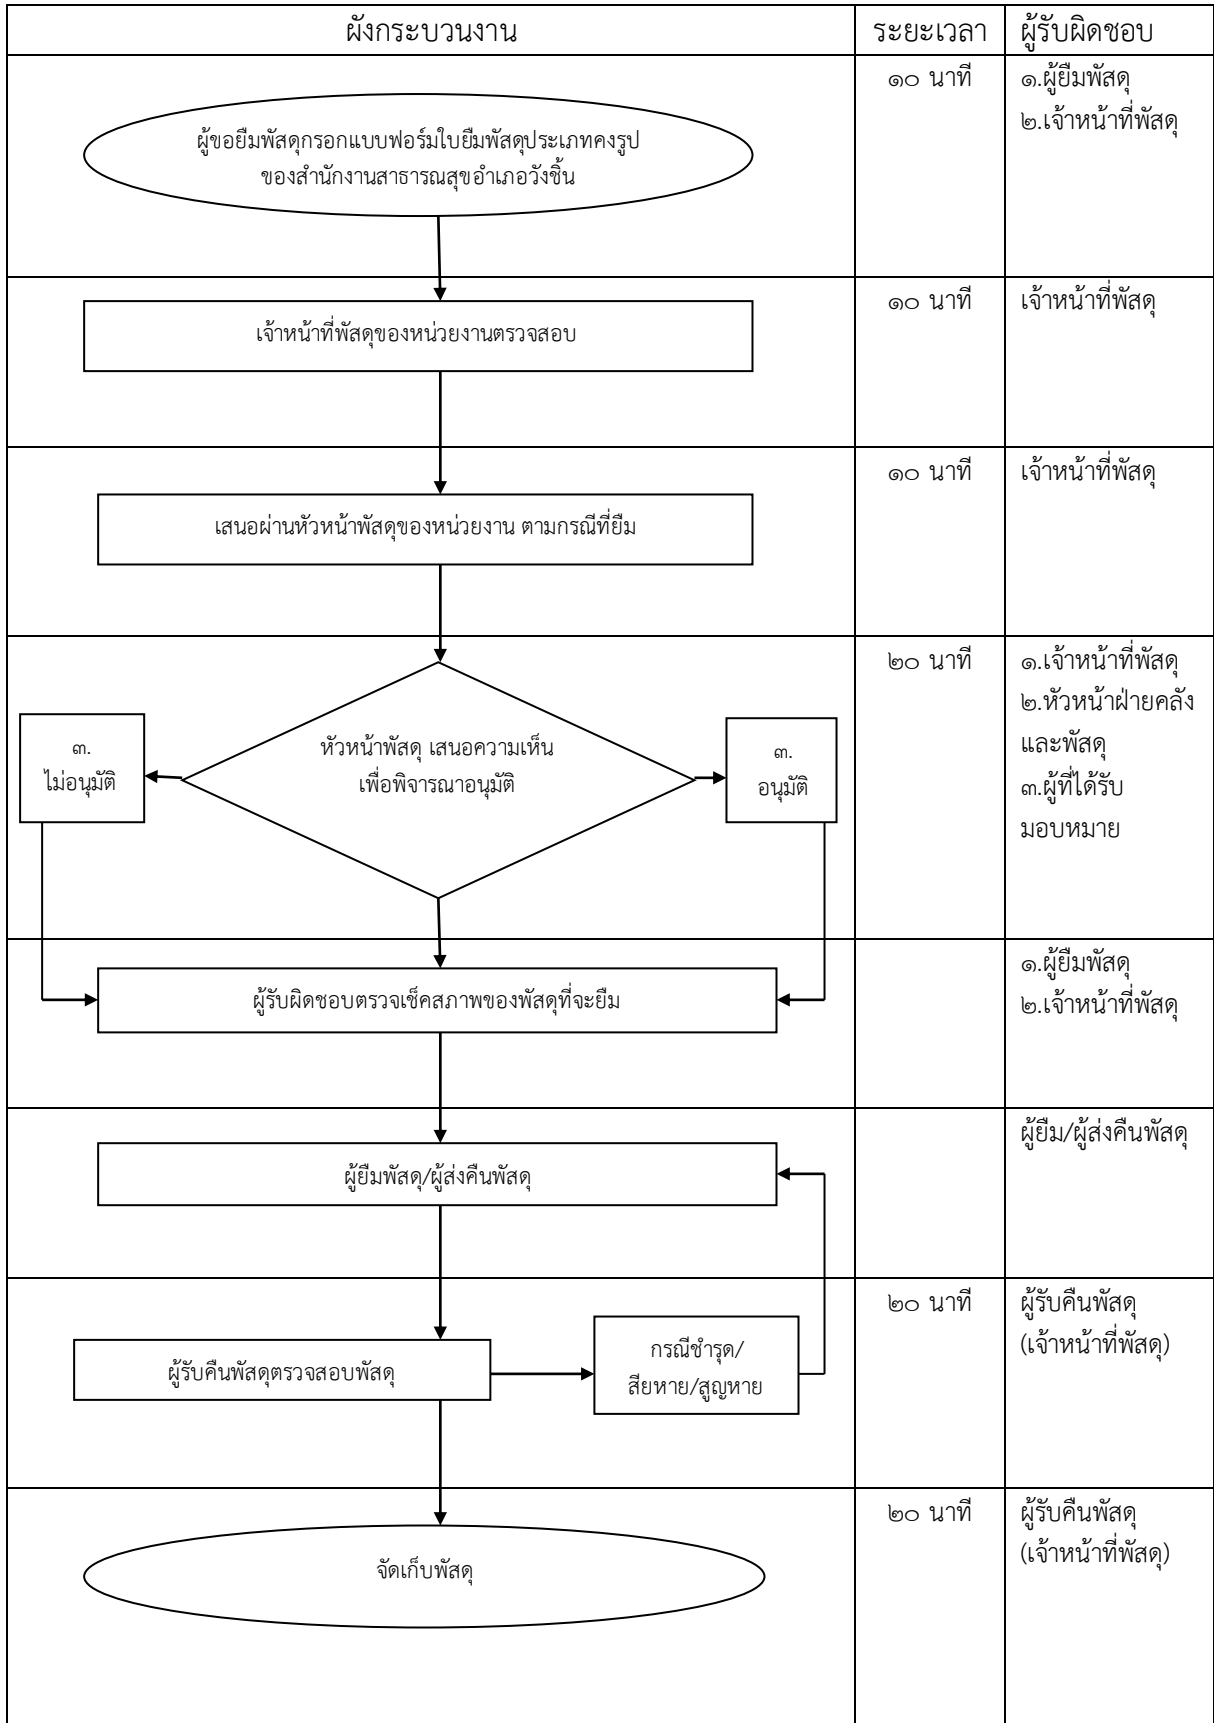 ผังกระบวนงาน
ระยะเวลา
ผู้รับผิดชอบ
ผู้ขอยืมพัสดุกรอกแบบฟอร์มใบยืมพัสดุประเภทคงรูป
ของสำนักงานสาธารณสุขอำเภอวังชิ้น
๑๐ นาที
๑.ผู้ยืมพัสดุ
๒.เจ้าหน้าที่พัสดุ
เจ้าหน้าที่พัสดุของหน่วยงานตรวจสอบ
๑๐ นาที
เจ้าหน้าที่พัสดุ
เสนอผ่านหัวหน้าพัสดุของหน่วยงาน ตามกรณีที่ยืม
๑๐ นาที
เจ้าหน้าที่พัสดุ
๓.
ไม่อนุมัติ
หัวหน้าพัสดุ เสนอความเห็น
เพื่อพิจารณาอนุมัติ
๓.
อนุมัติ
๒๐ นาที
๑.เจ้าหน้าที่พัสดุ
๒.หัวหน้าฝ่ายคลัง
และพัสดุ
๓.ผู้ที่ได้รับ
มอบหมาย
ผู้รับผิดชอบตรวจเช็คสภาพของพัสดุที่จะยืม
๑.ผู้ยืมพัสดุ
๒.เจ้าหน้าที่พัสดุ
ผู้ยืมพัสดุ/ผู้ส่งคืนพัสดุ
ผู้ยืม/ผู้ส่งคืนพัสดุ
ผู้รับคืนพัสดุตรวจสอบพัสดุ
กรณีชำรุด/
สียหาย/สูญหาย
๒๐ นาที
ผู้รับคืนพัสดุ
(เจ้าหน้าที่พัสดุ)
จัดเก็บพัสดุ
๒๐ นาที
ผู้รับคืนพัสดุ
(เจ้าหน้าที่พัสดุ)